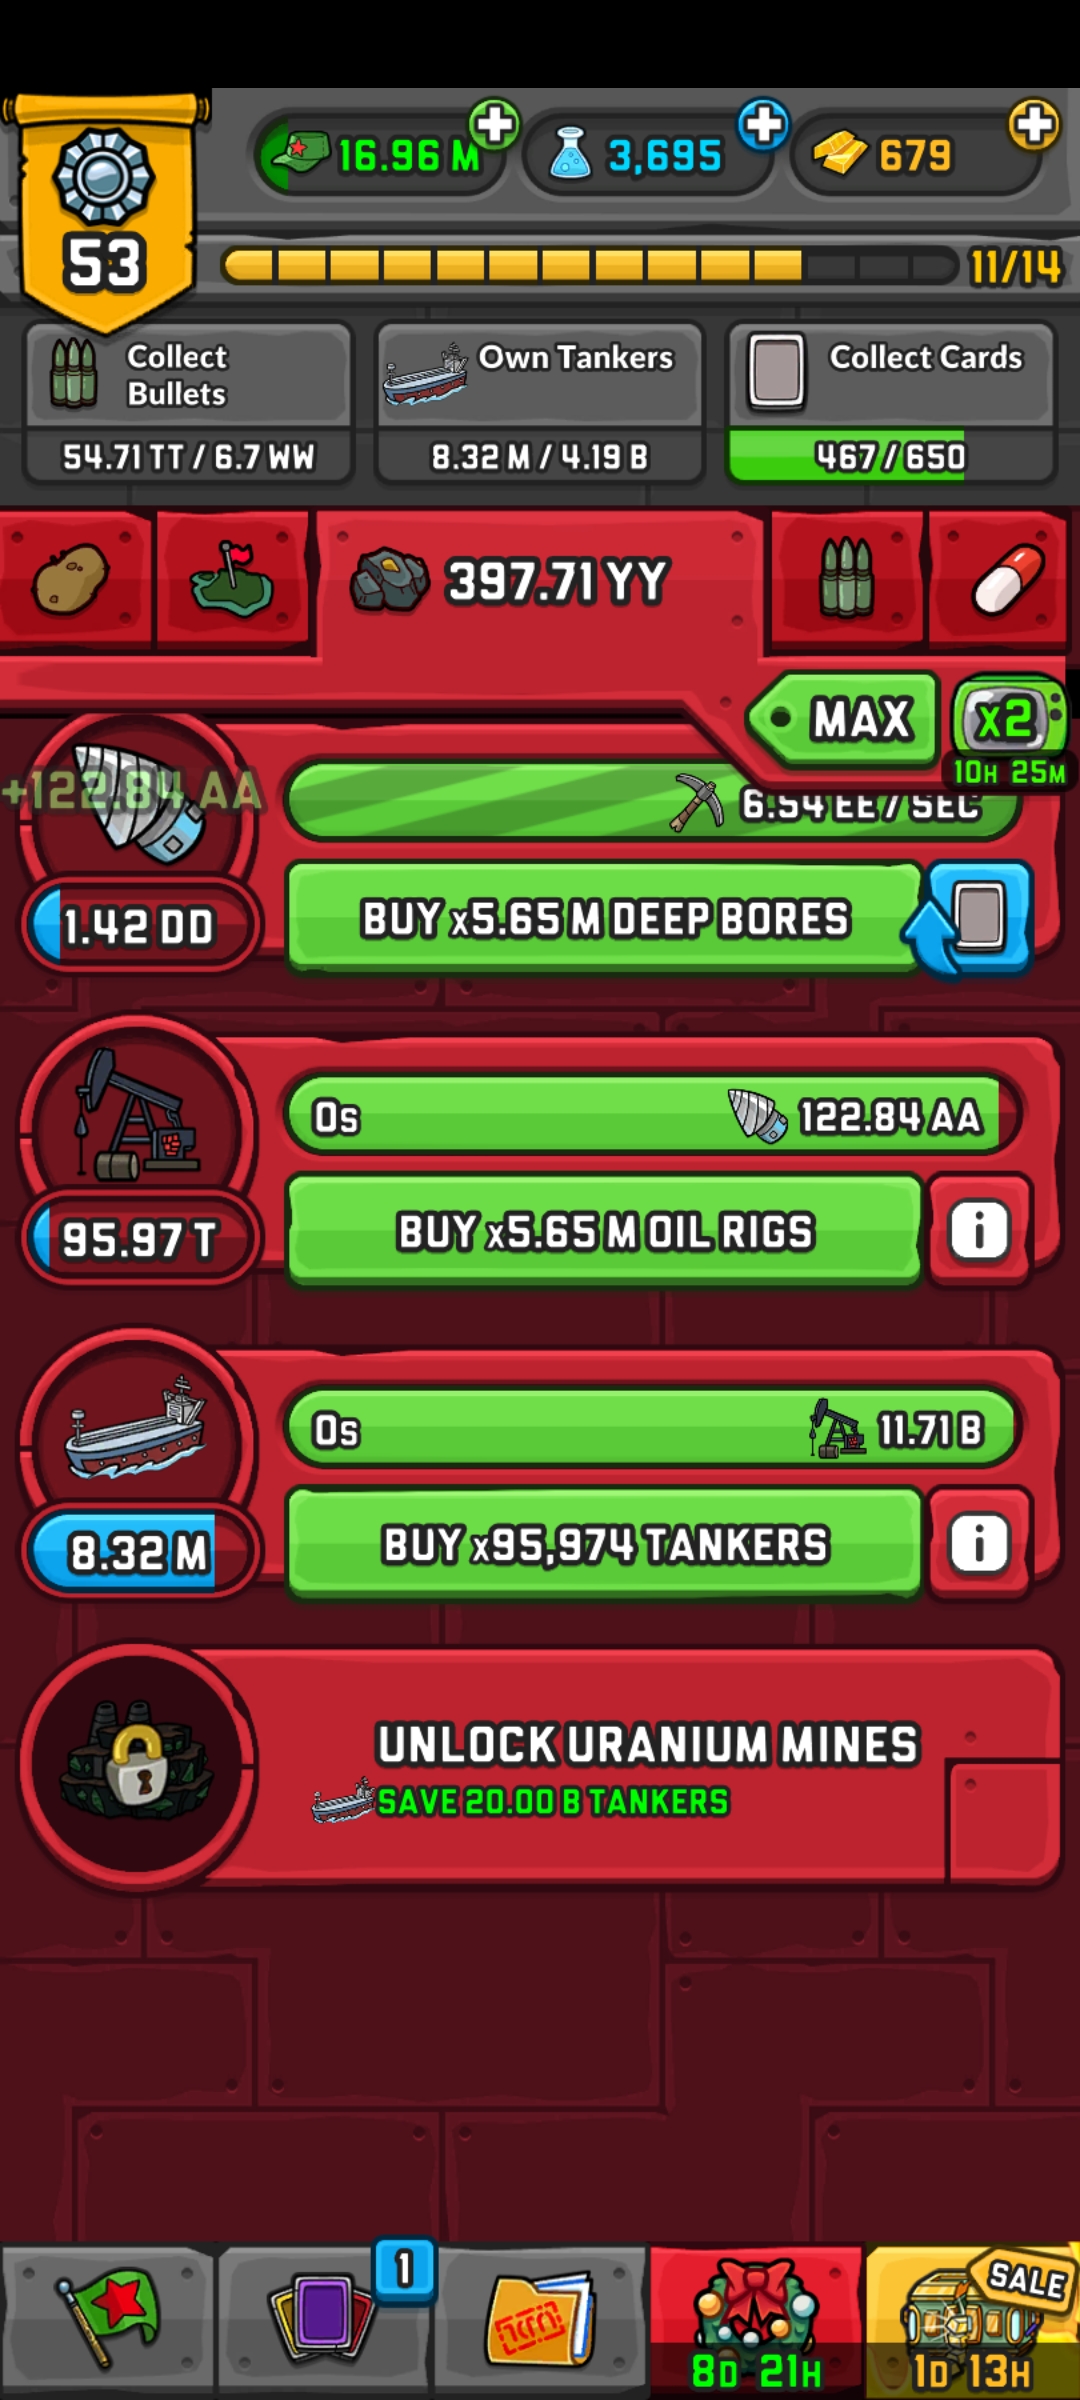 16.96 M
3,695
679
53
11/14
Collect
Bullets
54.71 TT / 6.7 WW
Own Tankers
8.32 M / 4.19 B
Collect Cards
467 / 650
397.71 YY
MAX
x2
10H 25M
+122.84 AA
6.54 EE / SEC
1.42 DD
BUY x5.65 M DEEP BORES
0s
122.84 AA
95.97 T
BUY x5.65 M OIL RIGS
i
0s
11.71 B
8.32 M
BUY x95,974 TANKERS
i
UNLOCK URANIUM MINES
SAVE 20.00 B TANKERS
1
SALE
8D 21H
1D 13H